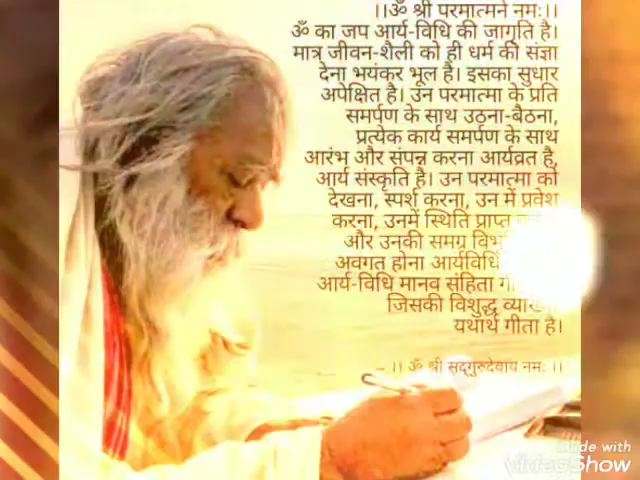 ।।ॐ श्री परमात्मने नमः।।
ॐ का जप आर्य-विधि की जागृति है।
मात्र जीवन-शैली को ही धर्म की संज्ञा
देना भयंकर भूल है। इसका सुधार
अपेक्षित है। उन परमात्मा के प्रति
समर्पण के साथ उठना-बैठना,
प्रत्येक कार्य समर्पण के साथ
आरंभ और संपन्न करना आर्यव्रत है,
आर्य संस्कृति है। उन परमात्मा को
देखना, स्पर्श करना, उन में प्रवेश
करना, उनमें स्थिति प्राप्त
और उनकी समग्र
अवगत होना आर्यविधि
आर्य-विधि मानव संहिता
जिसकी विशुद्ध
यथार्थ गीता है।
– ।। ॐ श्री सद्गुरुदेवाय नमः ।।
Made with
VideoShow